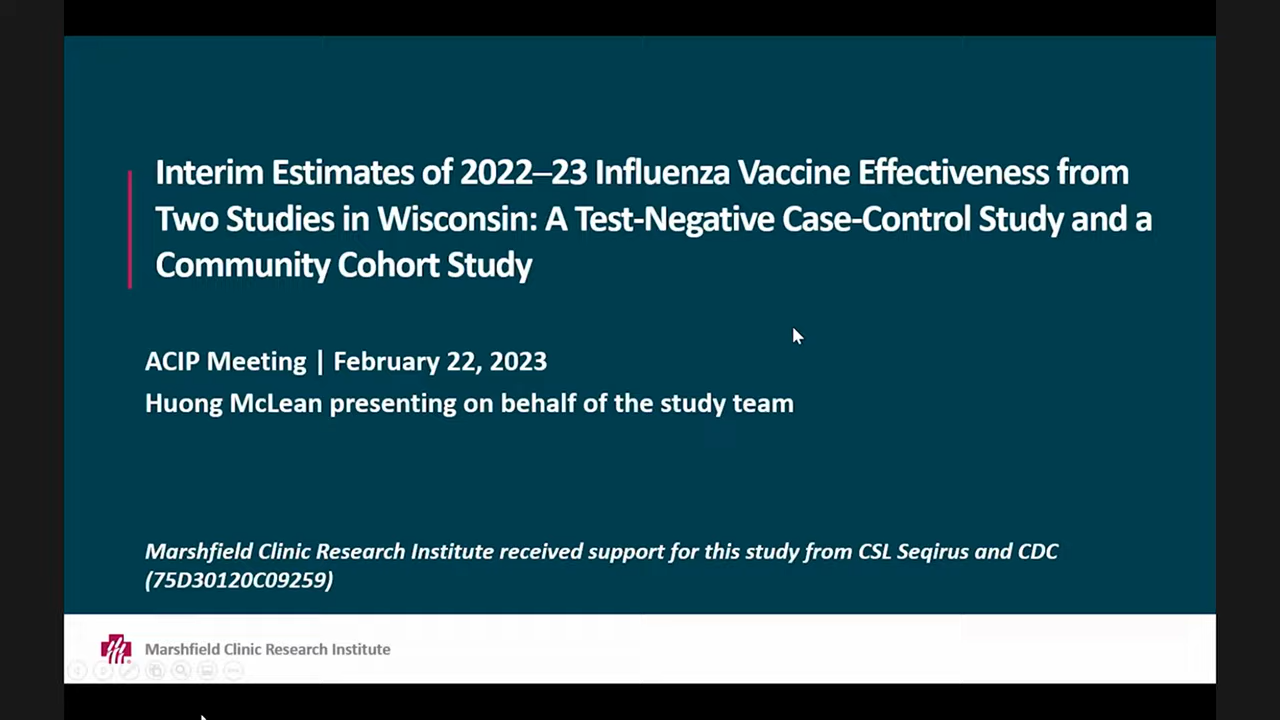 Interim Estimates of 2022–23 Influenza Vaccine Effectiveness from
Two Studies in Wisconsin: A Test-Negative Case-Control Study and a
Community Cohort Study
ACIP Meeting | February 22, 2023
Huong McLean presenting on behalf of the study team
Marshfield Clinic Research Institute received support for this study from CSL Seqirus and CDC
(75D30120C09259)
Marshfield Clinic Research Institute